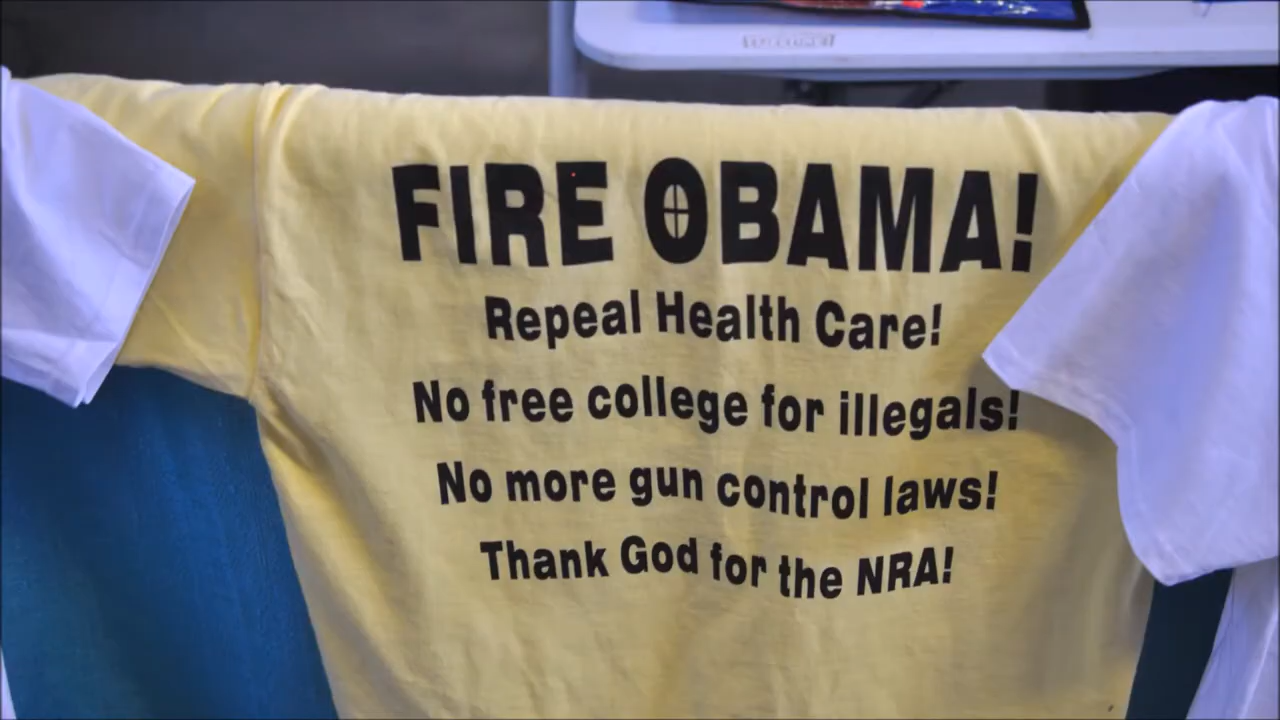 FIRE OBAMA!
Repeal Health Care!
No free college for illegals!
No more gun control laws!
Thank God for the NRA!